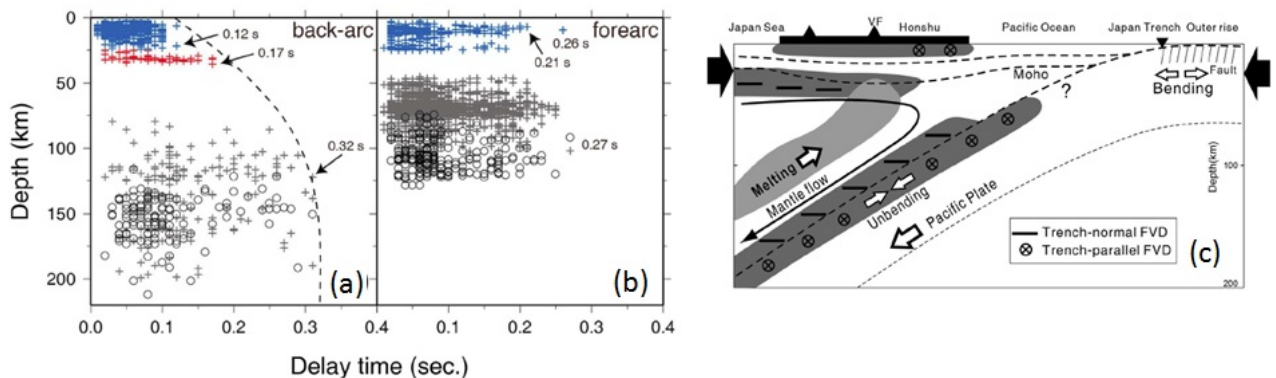 0
50
100
150
200
Depth (km)
back-arc
0.12 s
0.17 s
0.32 s
(a)
forearc
0.26 s
0.21 s
0.27 s
(b)
0.0
0.1
0.2
0.3
0.4
0.1
0.2
0.3
0.4
Delay time (sec.)
Japan Sea
VF
Honshu
Pacific Ocean
Japan Trench
Outer rise
Moho
?
Fault
Bending
Melting
Mantle flow
Unbending
Pacific Plate
100
Depth(km)
200
Trench-normal FVD
Trench-parallel FVD
(c)